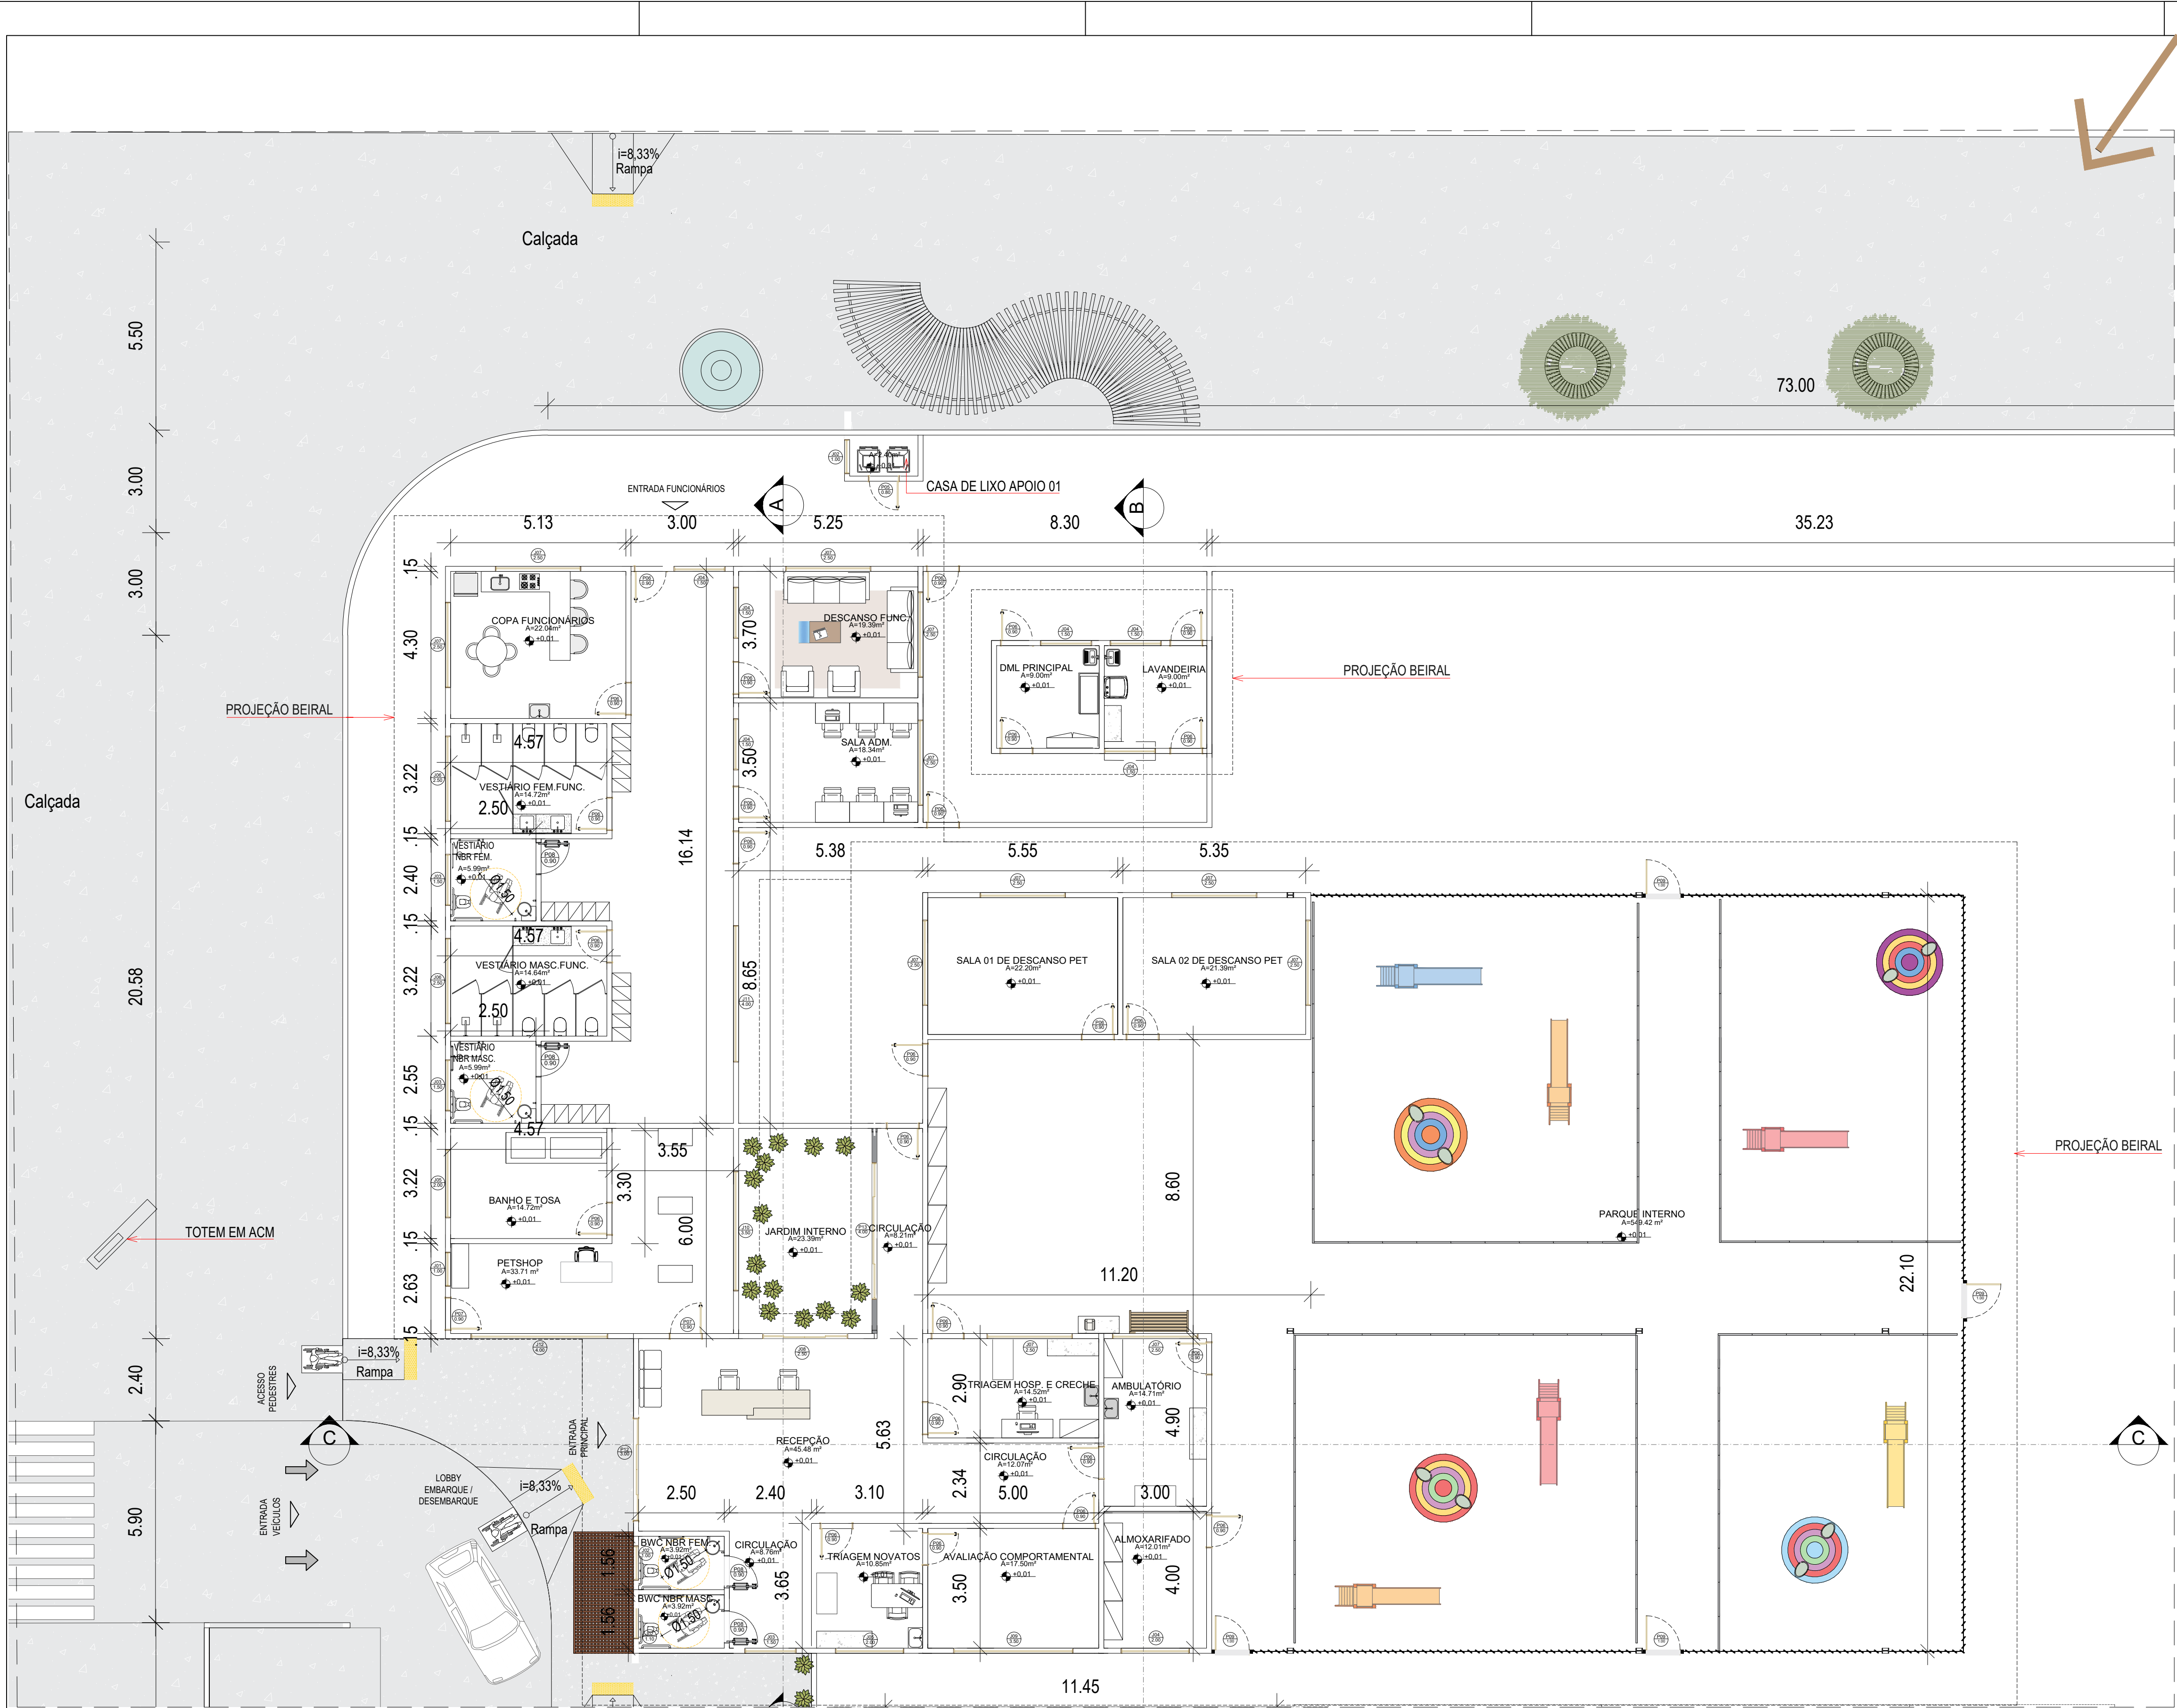 i=8,33%
Rampa
Calçada
5.50
73.00
3.00
CASA DE LIXO APOIO 01
ENTRADA FUNCIONÁRIOS
A
B
5.13
3.00
5.25
8.30
35.23
3.00
.15
COPA FUNCIONÁRIOS
A=22.04m²
+0,01
4.30
DESCANSO FUNC.
A=19.39m²
+0,01
3.70
DML PRINCIPAL
A=9.00m²
+0,01
LAVANDEIRIA
A=9.00m²
+0,01
PROJEÇÃO BEIRAL
PROJEÇÃO BEIRAL
4.57
SALA ADM.
A=18.34m²
+0,01
3.50
3.22
VESTIÁRIO FEM.FUNC.
A=14.72m²
+0,01
2.50
Calçada
.15
VESTIÁRIO
NBR FEM.
A=5.99m²
+0,01
Ø1.50
2.40
16.14
5.38
5.55
5.35
.15
4.57
VESTIÁRIO MASC.FUNC.
A=14.64m²
+0,01
3.22
2.50
20.58
8.65
SALA 01 DE DESCANSO PET
A=22.20m²
+0,01
SALA 02 DE DESCANSO PET
A=21.39m²
+0,01
VESTIÁRIO
NBR MASC.
A=5.99m²
+0,01
Ø1.50
2.55
.15
4.57
3.55
PROJEÇÃO BEIRAL
3.22
3.30
BANHO E TOSA
A=14.72m²
+0,01
8.60
PARQUE INTERNO
A=549.42 m²
+0,01
TOTEM EM ACM
6.00
JARDIM INTERNO
A=23.39m²
+0,01
CIRCULAÇÃO
A=8.21m²
+0,01
.15
PETSHOP
A=33.71 m²
+0,01
2.63
11.20
22.10
.15
i=8,33%
Rampa
2.40
ACESSO
PEDESTRES
2.90
TRIAGEM HOSP. E CRECHE
A=14.52m²
+0,01
AMBULATÓRIO
A=14.71m²
+0,01
4.90
C
ENTRADA
PRINCIPAL
RECEPÇÃO
A=45.48 m²
+0,01
5.63
CIRCULAÇÃO
A=12.07m²
+0,01
2.34
C
LOBBY
EMBARQUE /
DESEMBARQUE
i=8,33%
Rampa
2.50
2.40
3.10
5.00
3.00
5.90
ENTRADA
VEÍCULOS
BWC NBR FEM.
A=3.92m²
+0,01
Ø1.50
1.56
CIRCULAÇÃO
A=8.76m²
+0,01
3.65
TRIAGEM NOVATOS
A=10.85m²
+0,01
AVALIAÇÃO COMPORTAMENTAL
A=17.50m²
+0,01
3.50
ALMOXARIFADO
A=12.01m²
+0,01
4.00
BWC NBR MASC.
A=3.92m²
+0,01
Ø1.50
1.56
11.45